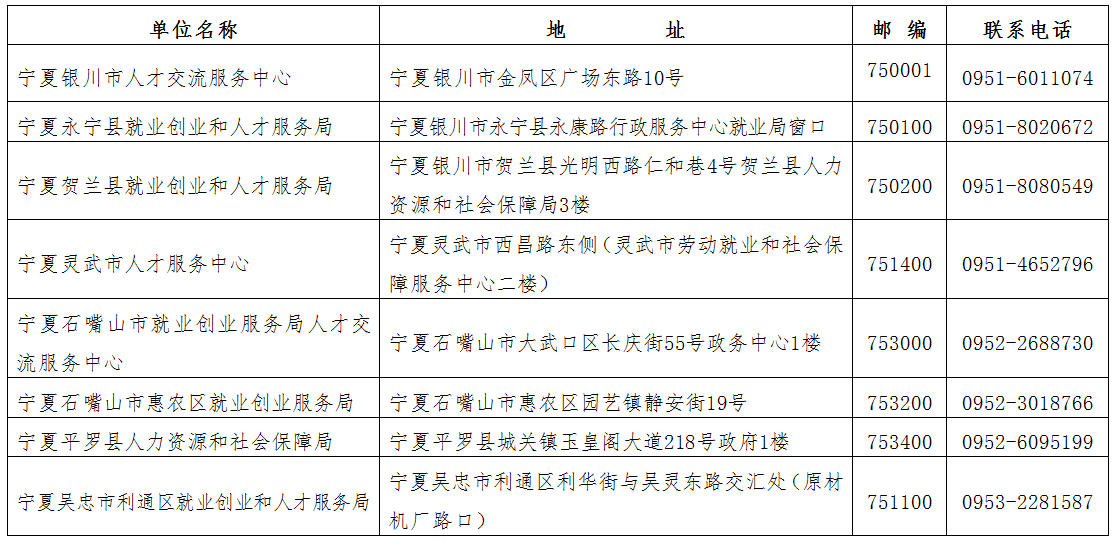 单位名称 地 址 邮 编 联系电话
宁夏银川市人才交流服务中心 宁夏银川市金凤区广场东路10号 750001 0951-6011074
宁夏永宁县就业创业和人才服务局 宁夏银川市永宁县永康路行政服务中心就业局窗口 750100 0951-8020672
宁夏贺兰县就业创业和人才服务局 宁夏银川市贺兰县光明西路仁和巷4号贺兰县人力
资源和社会保障局3楼 750200 0951-8080549
宁夏灵武市人才服务中心 宁夏灵武市西昌路东侧（灵武市劳动就业和社会保
障服务中心二楼） 751400 0951-4652796
宁夏石嘴山市就业创业服务局人才交
流服务中心 宁夏石嘴山市大武口区长庆街55号政务中心1楼 753000 0952-2688730
宁夏石嘴山市惠农区就业创业服务局 宁夏石嘴山市惠农区园艺镇静安街19号 753200 0952-3018766
宁夏平罗县人力资源和社会保障局 宁夏平罗县城关镇玉皇阁大道218号政府1楼 753400 0952-6095199
宁夏吴忠市利通区就业创业和人才服务局 宁夏吴忠市利通区利华街与吴灵东路交汇处（原材
机厂路口） 751100 0953-2281587